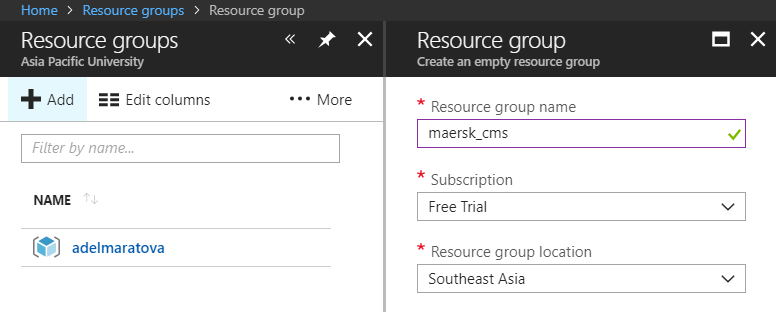 Home > Resource groups > Resource group
Resource groups
Asia Pacific University
Add
Edit columns
More
Filter by name...
NAME
adelmaratova
Resource group
Create an empty resource group
* Resource group name
maersk_cms
* Subscription
Free Trial
* Resource group location
Southeast Asia